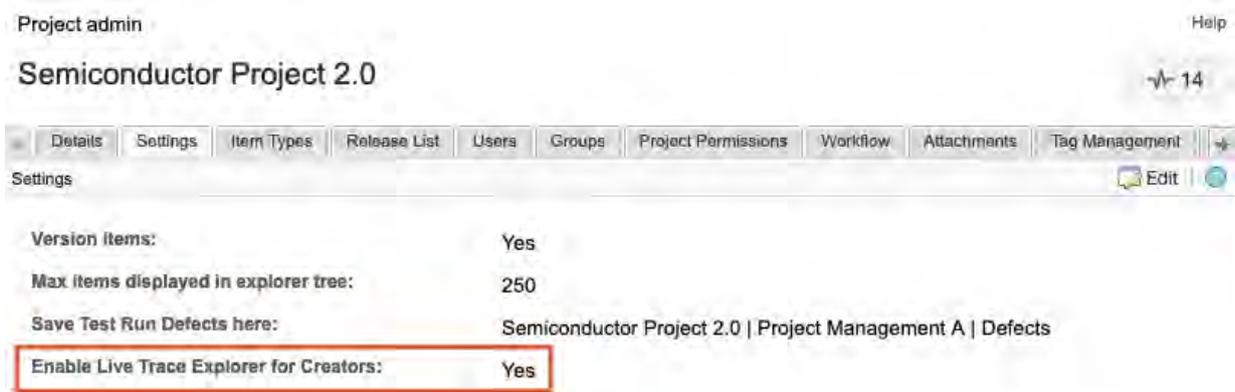 Project admin Help
Semiconductor Project 2.0 14
Details Settings Item Types Release List Users Groups Project Permissions Workflow Attachments Tag Management
Settings Edit
Version items: Yes
Max items displayed in explorer tree: 250
Save Test Run Defects here: Semiconductor Project 2.0 | Project Management A | Defects
Enable Live Trace Explorer for Creators: Yes